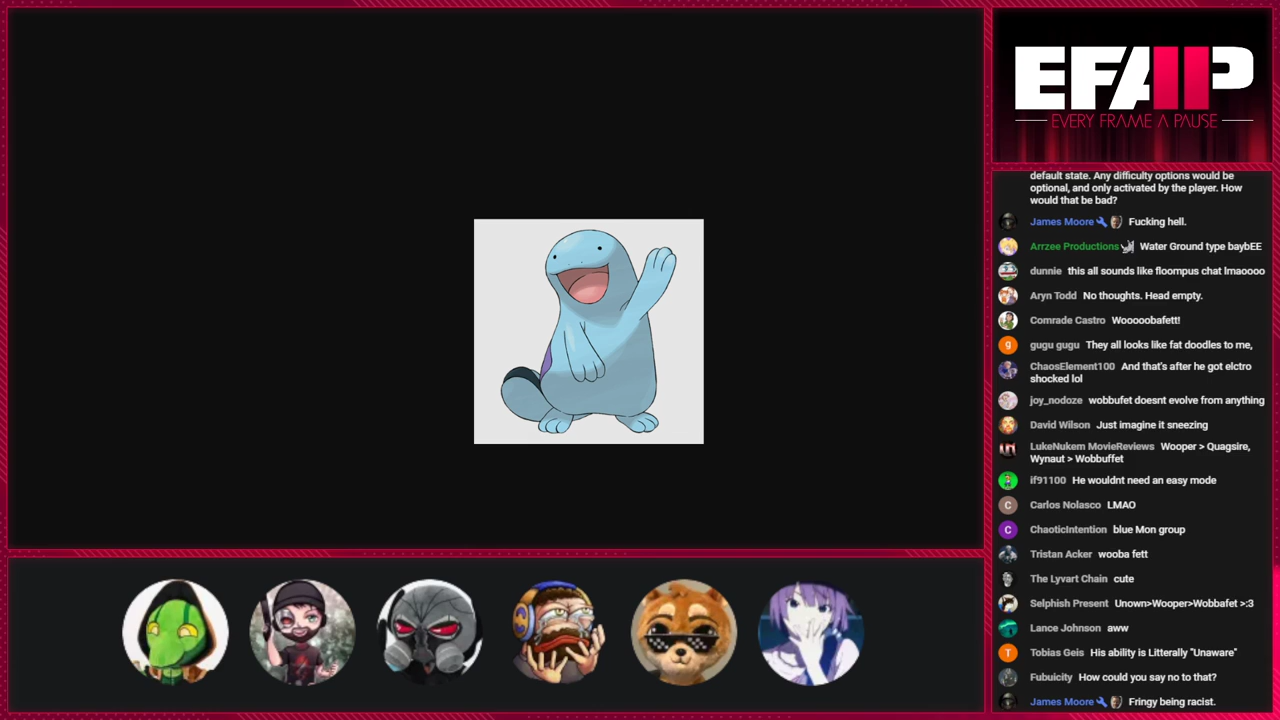 EFAP
EVERY FRAME A PAUSE
default state. Any difficulty options would be
optional, and only activated by the player. How
would that be bad?
James Moore Fucking hell.
Arrzee Productions Water Ground type baybEE
dunnie this all sounds like floompus chat lmaoooo
Aryn Todd No thoughts. Head empty.
Comrade Castro Wooooobafett!
g gugu gugu They all looks like fat doodles to me,
ChaosElement100 And that's after he got elctro
shocked lol
joy_nodoze wobbufet doesnt evolve from anything
David Wilson Just imagine it sneezing
LukeNukem MovieReviews Wooper > Quagsire,
Wynaut > Wobbuffet
if91100 He wouldnt need an easy mode
C Carlos Nolasco LMAO
C ChaoticIntention blue Mon group
Tristan Acker wooba fett
The Lyvart Chain cute
Selphish Present Unown>Wooper>Wobbafet >:3
Lance Johnson aww
T Tobias Geis His ability is Litterally "Unaware"
Fubuicity How could you say no to that?
James Moore Fringy being racist.